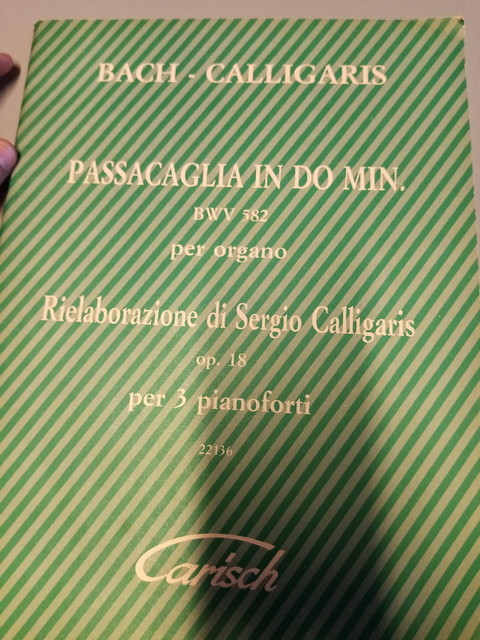 BACH - CALLIGARIS
PASSACAGLIA IN DO MIN.
BWV 582
per organo
Rielaborazione di Sergio Calligaris
op. 18
per 3 pianoforti
22136
Carisch